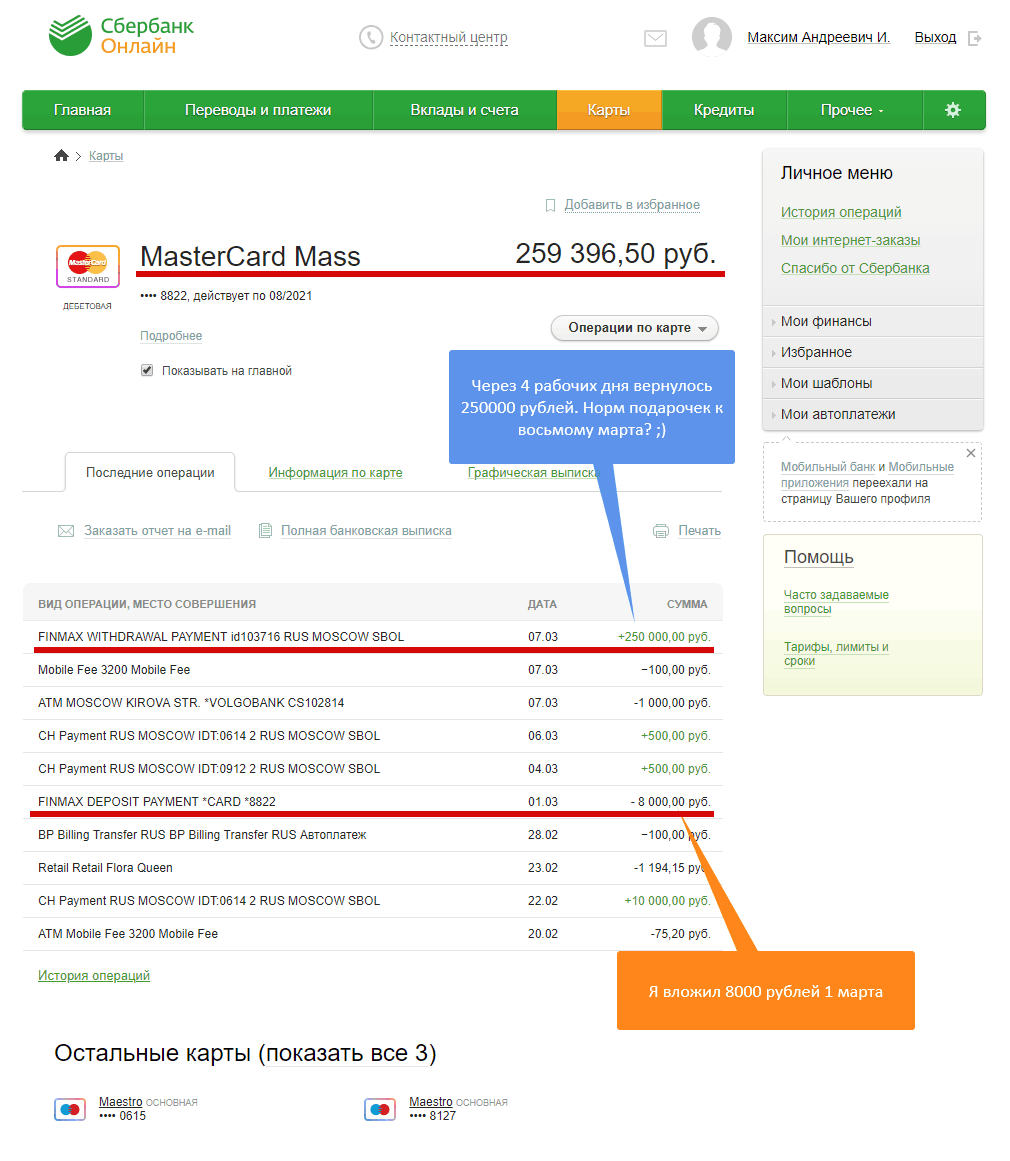 Сбербанк
Онлайн
Контактный центр
Максим Андреевич И.
Выход
Главная
Переводы и платежи
Вклады и счета
Карты
Кредиты
Прочее
Карты
Добавить в избранное
MasterCard
STANDARD
ДЕБЕТОВАЯ
MasterCard Mass
259 396,50 руб.
•••• 8822, действует по 08/2021
Подробнее
Операции по карте
Показывать на главной
Через 4 рабочих дня вернулось
250000 рублей. Норм подарочек к
восьмому марта? ;)
Последние операции
Информация по карте
Графическая выписка
Заказать отчет на e-mail
Полная банковская выписка
Печать
ВИД ОПЕРАЦИИ, МЕСТО СОВЕРШЕНИЯ ДАТА СУММА
FINMAX WITHDRAWAL PAYMENT id103716 RUS MOSCOW SBOL 07.03 +250 000,00 руб.
Mobile Fee 3200 Mobile Fee 07.03 −100,00 руб.
ATM MOSCOW KIROVA STR. *VOLGOBANK CS102814 07.03 -1 000,00 руб.
CH Payment RUS MOSCOW IDT:0614 2 RUS MOSCOW SBOL 06.03 +500,00 руб.
CH Payment RUS MOSCOW IDT:0912 2 RUS MOSCOW SBOL 04.03 +500,00 руб.
FINMAX DEPOSIT PAYMENT *CARD *8822 01.03 - 8 000,00 руб.
BP Billing Transfer RUS BP Billing Transfer RUS Автоплатеж 28.02 −100,00 руб.
Retail Retail Flora Queen 23.02 -1 194,15 руб.
CH Payment RUS MOSCOW IDT:0614 2 RUS MOSCOW SBOL 22.02 +10 000,00 руб.
ATM Mobile Fee 3200 Mobile Fee 20.02 -75,20 руб.
История операций
Я вложил 8000 рублей 1 марта
Остальные карты (показать все 3)
Maestro ОСНОВНАЯ
•••• 0615
Maestro ОСНОВНАЯ
•••• 8127
Личное меню
История операций
Мои интернет-заказы
Спасибо от Сбербанка
Мои финансы
Избранное
Мои шаблоны
Мои автоплатежи
Мобильный банк и Мобильные
приложения переехали на
страницу Вашего профиля
Помощь
Часто задаваемые
вопросы
Тарифы, лимиты и
сроки